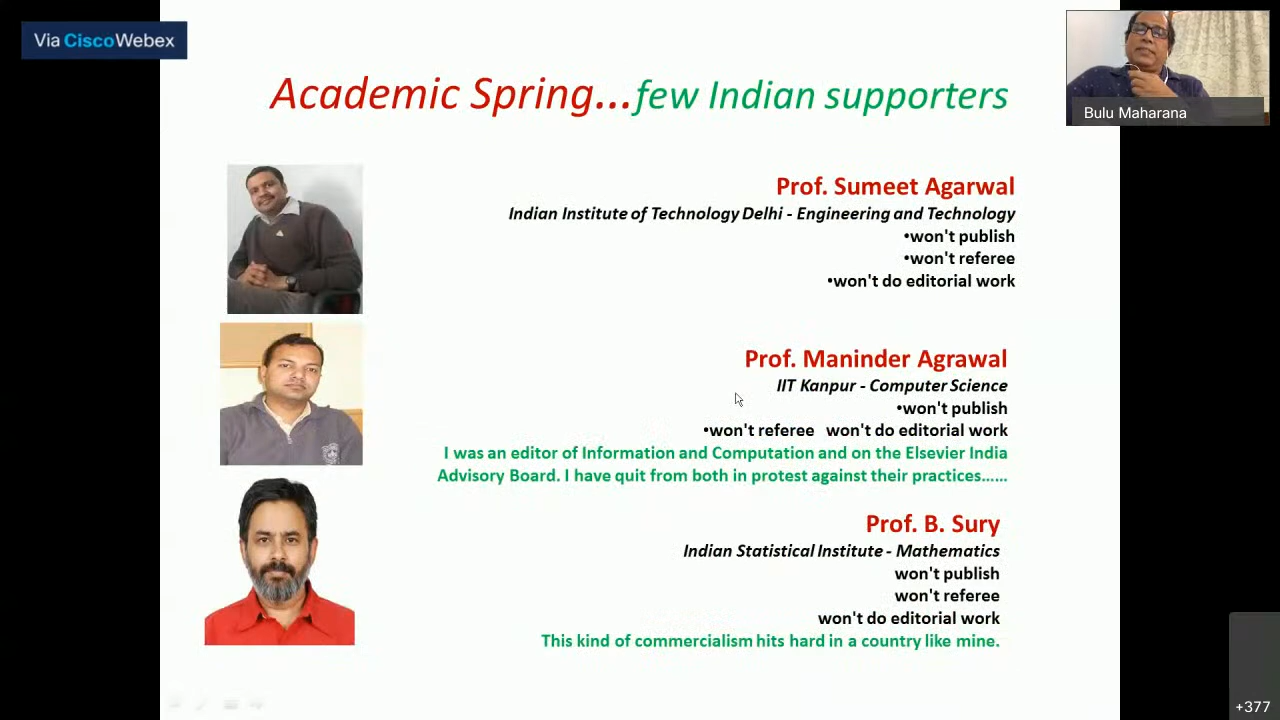 Via CiscoWebex
Academic Spring...few Indian supporters
Bulu Maharana
Prof. Sumeet Agarwal
Indian Institute of Technology Delhi - Engineering and Technology
•won't publish
•won't referee
•won't do editorial work
Prof. Maninder Agrawal
IIT Kanpur - Computer Science
•won't publish
•won't referee won't do editorial work
I was an editor of Information and Computation and on the Elsevier India
Advisory Board. I have quit from both in protest against their practices......
Prof. B. Sury
Indian Statistical Institute - Mathematics
won't publish
won't referee
won't do editorial work
This kind of commercialism hits hard in a country like mine.
+377